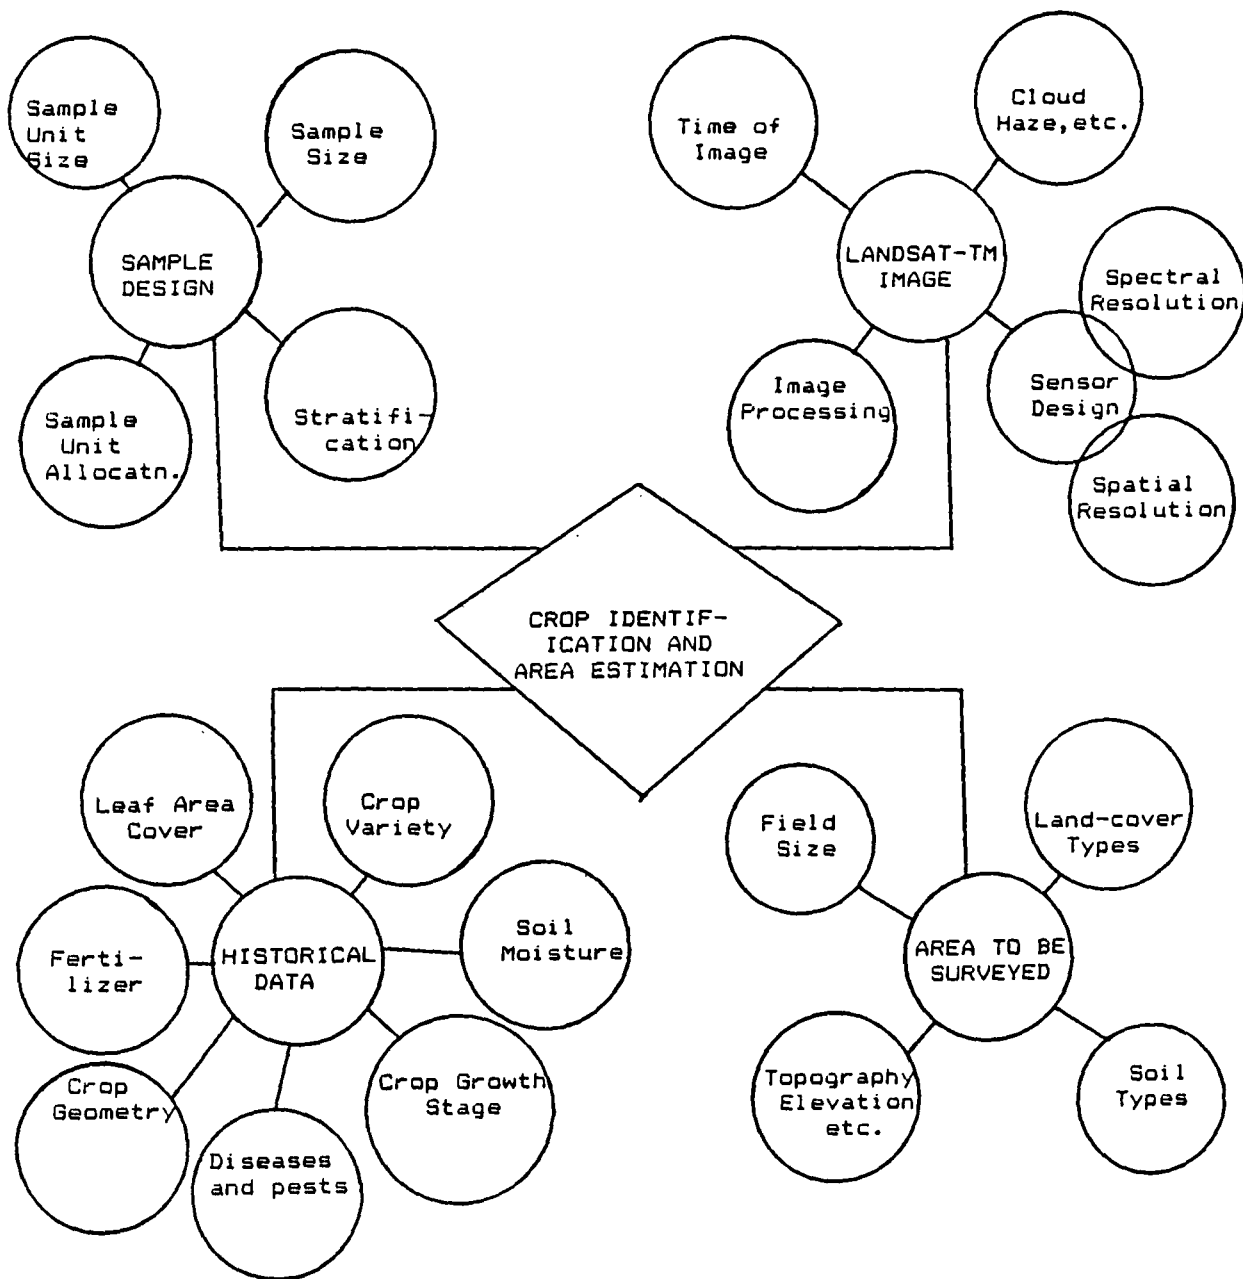 Sample
Unit
Size
Sample
Size
SAMPLE
DESIGN
Sample
Unit
Allocatn.
Stratifi-
cation
Time of
Image
Cloud
Haze,etc.
LANDSAT-TM
IMAGE
Spectral
Resolution
Image
Processing
Sensor
Design
Spatial
Resolution
CROP IDENTIF-
ICATION AND
AREA ESTIMATION
Leaf Area
Cover
Crop
Variety
Ferti-
lizer
HISTORICAL
DATA
Soil
Moisture
Crop
Geometry
Diseases
and pests
Crop Growth
Stage
Field
Size
Land-cover
Types
AREA TO BE
SURVEYED
Topography
Elevation
etc.
Soil
Types